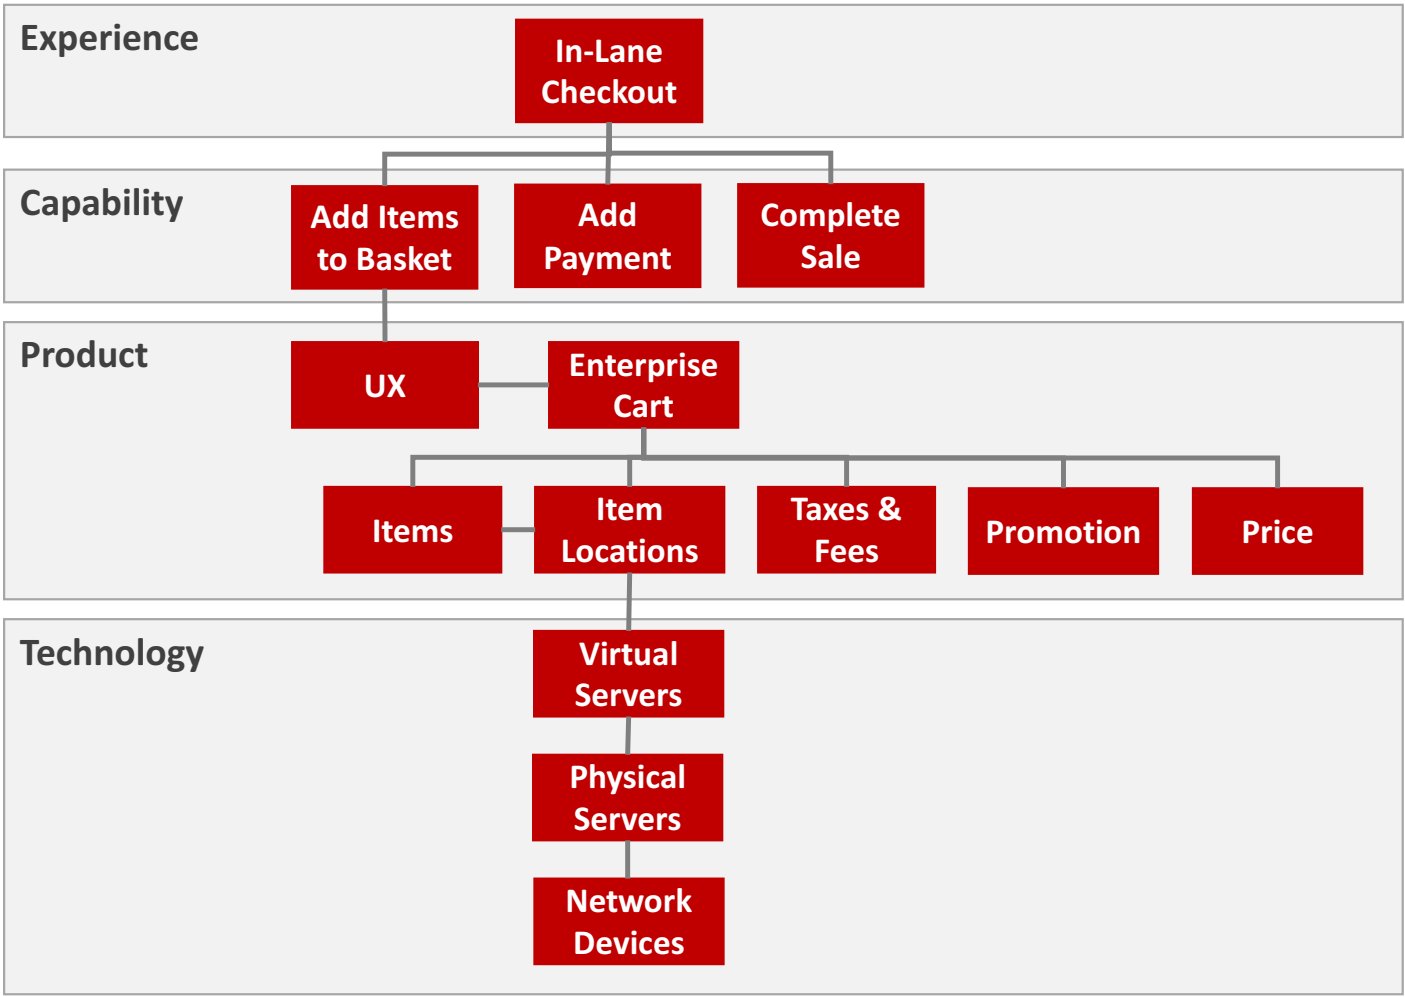 Experience
In-Lane
Checkout
Capability
Add Items
to Basket
Add
Payment
Complete
Sale
Product
UX
Enterprise
Cart
Items
Item
Locations
Taxes &
Fees
Promotion
Price
Technology
Virtual
Servers
Physical
Servers
Network
Devices